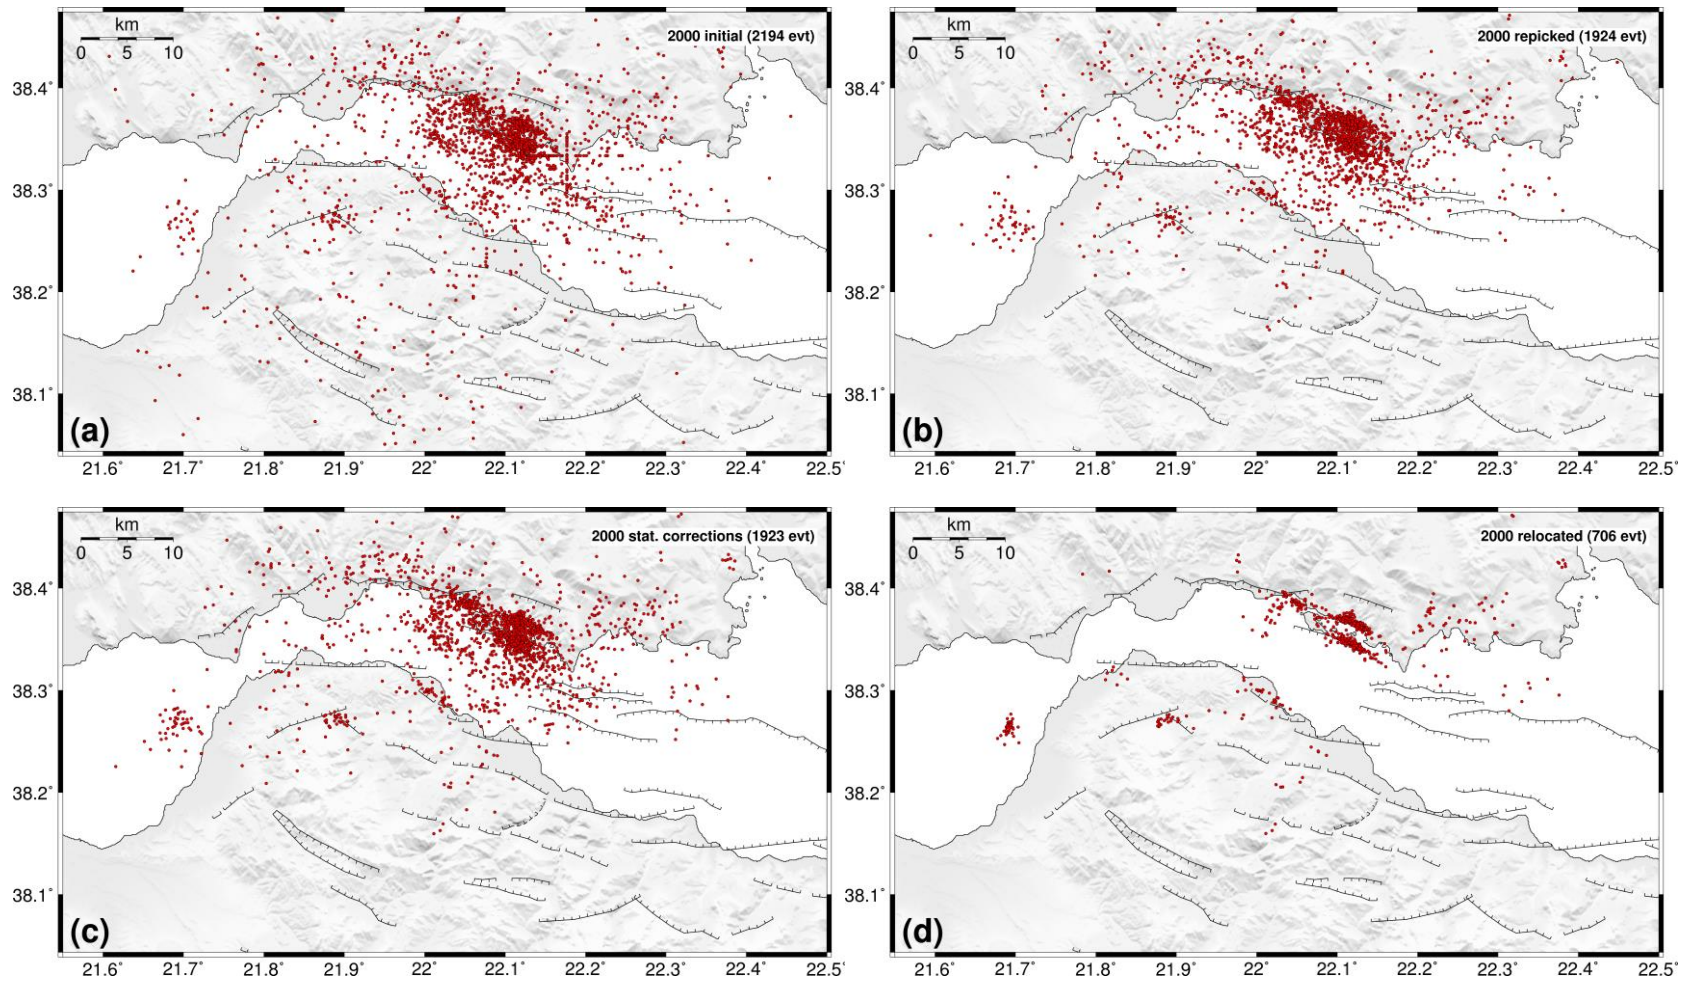 km
0 5 10
2000 initial (2194 evt)
38.4
38.3
38.2
38.1
(a)
21.6° 21.7° 21.8° 21.9° 22° 22.1° 22.2° 22.3° 22.4° 22.5°
km
0 5 10
2000 repicked (1924 evt)
38.4
38.3
38.2
38.1
(b)
21.6° 21.7° 21.8° 21.9° 22° 22.1° 22.2° 22.3° 22.4° 22.5°
km
0 5 10
2000 stat. corrections (1923 evt)
38.4
38.3
38.2
38.1
(c)
21.6° 21.7° 21.8° 21.9° 22° 22.1° 22.2° 22.3° 22.4° 22.5°
km
0 5 10
2000 relocated (706 evt)
38.4
38.3
38.2
38.1
(d)
21.6° 21.7° 21.8° 21.9° 22° 22.1° 22.2° 22.3° 22.4° 22.5°